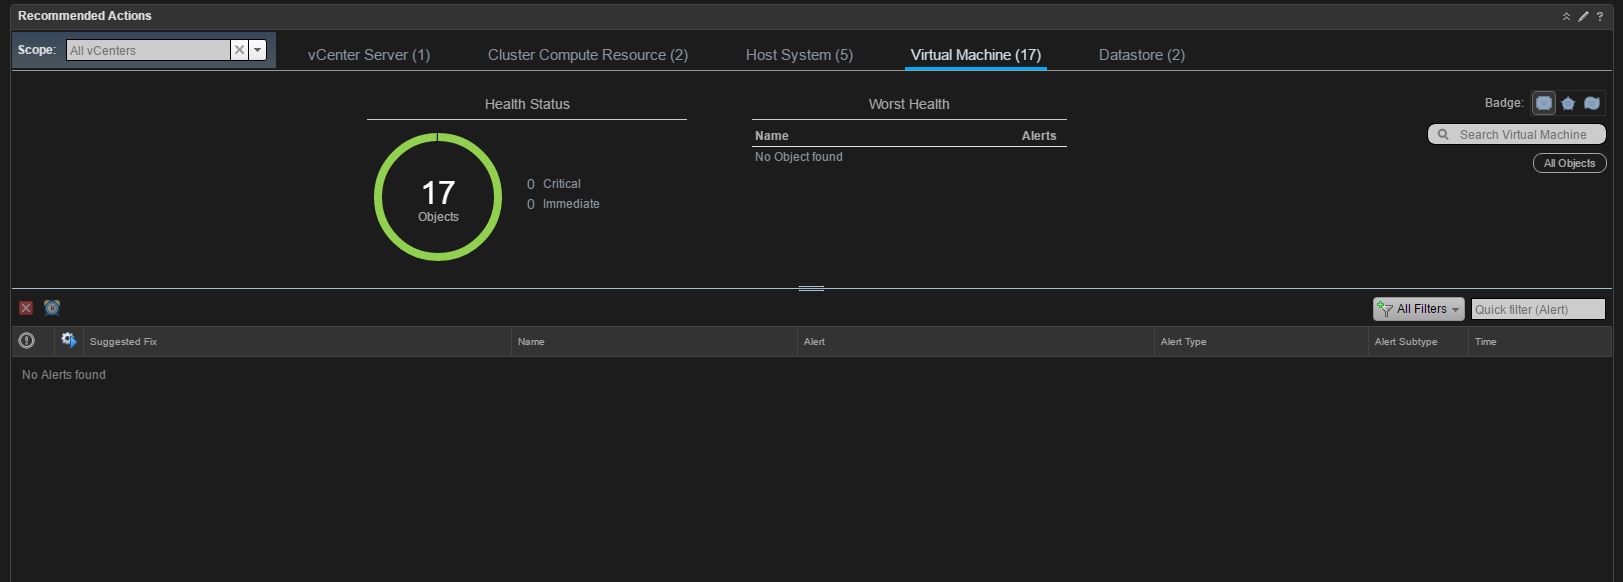 Recommended Actions ?
Scope: All vCenters
vCenter Server (1) Cluster Compute Resource (2) Host System (5) Virtual Machine (17) Datastore (2)
Health Status
17
Objects
0 Critical
0 Immediate
Worst Health
Name Alerts
No Object found
Badge:
Search Virtual Machine
All Objects
All Filters Quick filter (Alert)
Suggested Fix Name Alert Alert Type Alert Subtype Time
No Alerts found